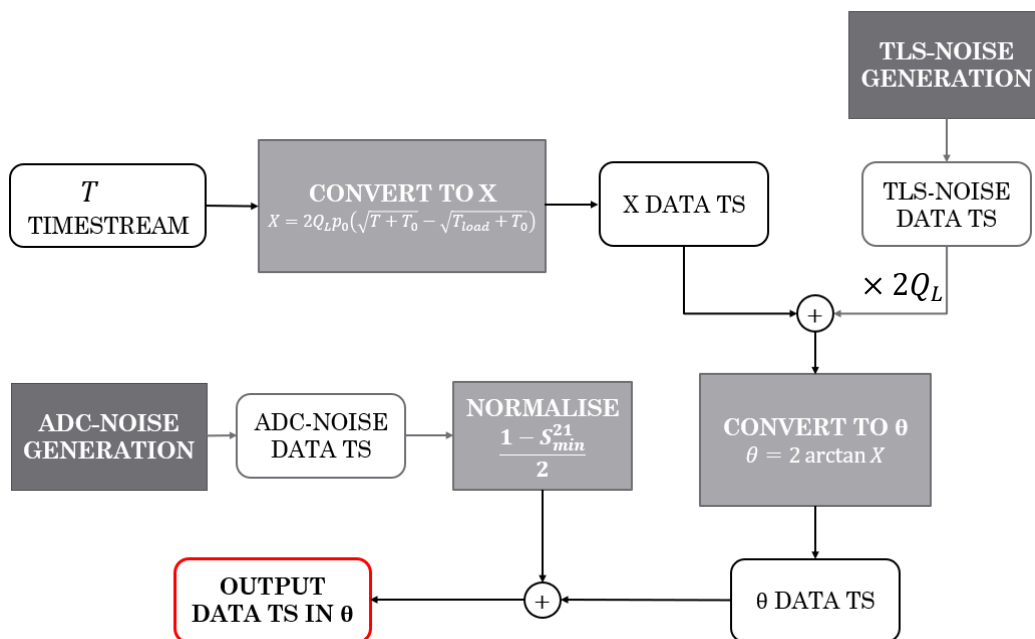 TLS-NOISE
GENERATION
T
TIMESTREAM
CONVERT TO X
X = 2Q_L p_0(√(T + T_0) − √(T_load + T_0))
X DATA TS
TLS-NOISE
DATA TS
× 2Q_L
+
ADC-NOISE
GENERATION
ADC-NOISE
DATA TS
NORMALISE
1 − S_min^21
2
CONVERT TO θ
θ = 2 arctan X
OUTPUT
DATA TS IN θ
+
θ DATA TS